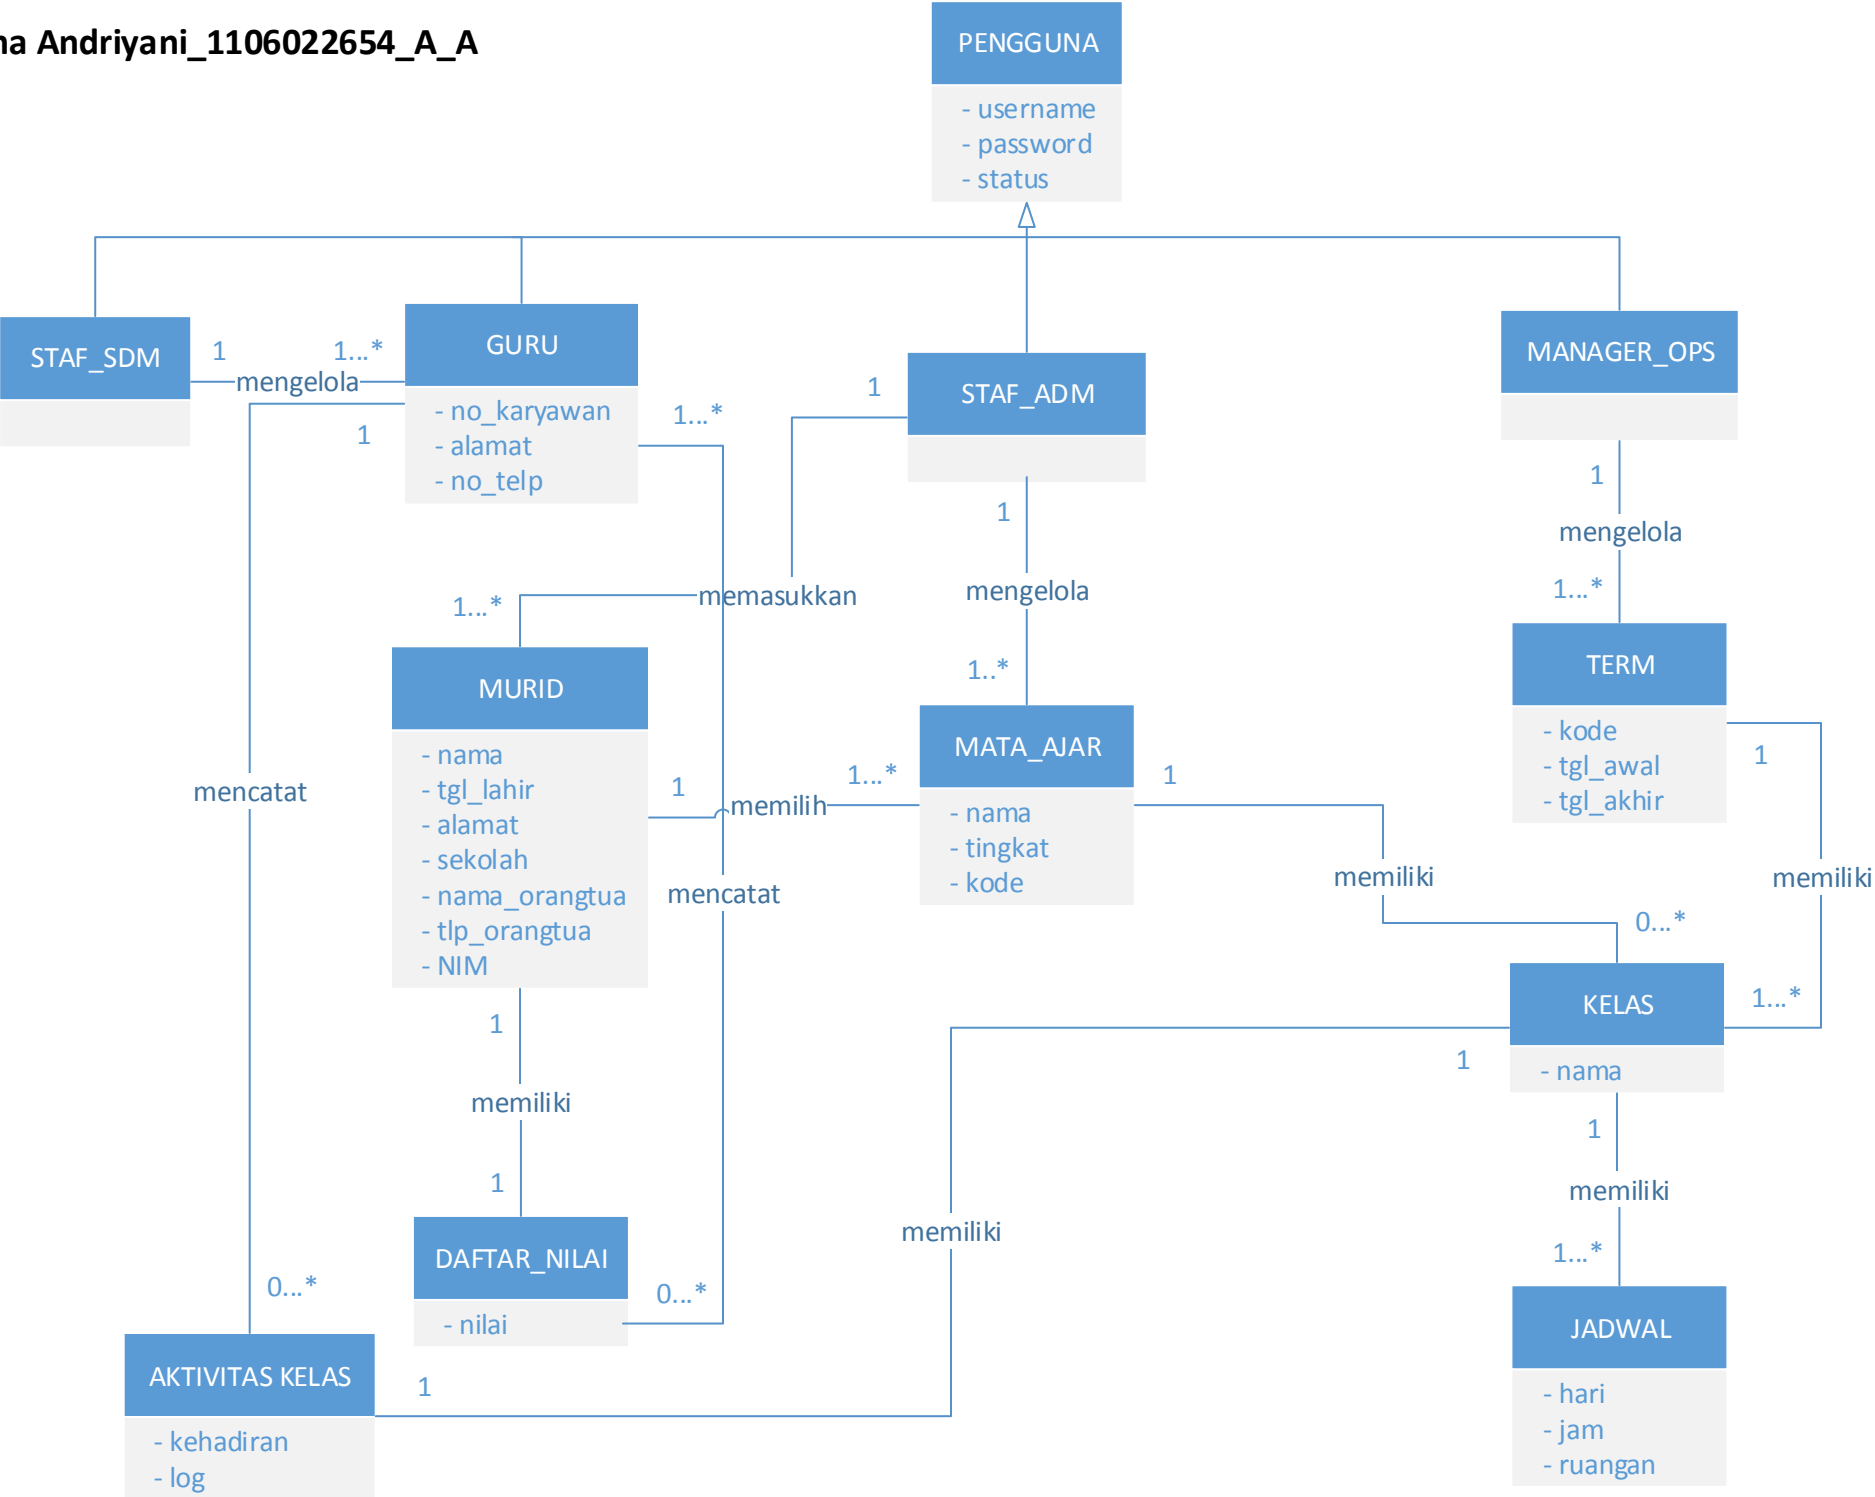 na Andriyani_1106022654_A_A
PENGGUNA
- username
- password
- status
STAF_SDM
1
1...*
mengelola
GURU
- no_karyawan
- alamat
- no_telp
1
1...*
1
STAF_ADM
MANAGER_OPS
1
mengelola
1...*
1
mengelola
1..*
memasukkan
1...*
MURID
- nama
- tgl_lahir
- alamat
- sekolah
- nama_orangtua
- tlp_orangtua
- NIM
1
memilih
1...*
MATA_AJAR
- nama
- tingkat
- kode
1
TERM
- kode
- tgl_awal
- tgl_akhir
1
mencatat
mencatat
memiliki
memiliki
0...*
1...*
KELAS
- nama
1
1
memiliki
1...*
1
memiliki
1
DAFTAR_NILAI
- nilai
0...*
0...*
memiliki
AKTIVITAS KELAS
- kehadiran
- log
1
JADWAL
- hari
- jam
- ruangan